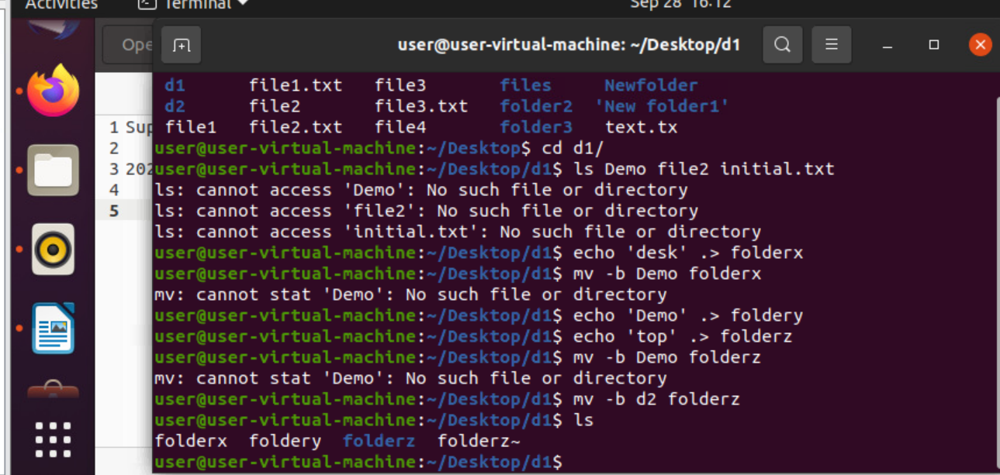 Activities Terminal Sep 28 16:12
Ope user@user-virtual-machine: ~/Desktop/d1
d1 file1.txt file3 files Newfolder
d2 file2 file3.txt folder2 'New folder1'
file1 file2.txt file4 folder3 text.tx
user@user-virtual-machine:~/Desktop$ cd d1/
user@user-virtual-machine:~/Desktop/d1$ ls Demo file2 initial.txt
ls: cannot access 'Demo': No such file or directory
ls: cannot access 'file2': No such file or directory
ls: cannot access 'initial.txt': No such file or directory
user@user-virtual-machine:~/Desktop/d1$ echo 'desk' .> folderx
user@user-virtual-machine:~/Desktop/d1$ mv -b Demo folderx
mv: cannot stat 'Demo': No such file or directory
user@user-virtual-machine:~/Desktop/d1$ echo 'Demo' .> foldery
user@user-virtual-machine:~/Desktop/d1$ echo 'top' .> folderz
user@user-virtual-machine:~/Desktop/d1$ mv -b Demo folderz
mv: cannot stat 'Demo': No such file or directory
user@user-virtual-machine:~/Desktop/d1$ mv -b d2 folderz
user@user-virtual-machine:~/Desktop/d1$ ls
folderx foldery folderz folderz~
user@user-virtual-machine:~/Desktop/d1$
1 Sup
2
3 202
4
5